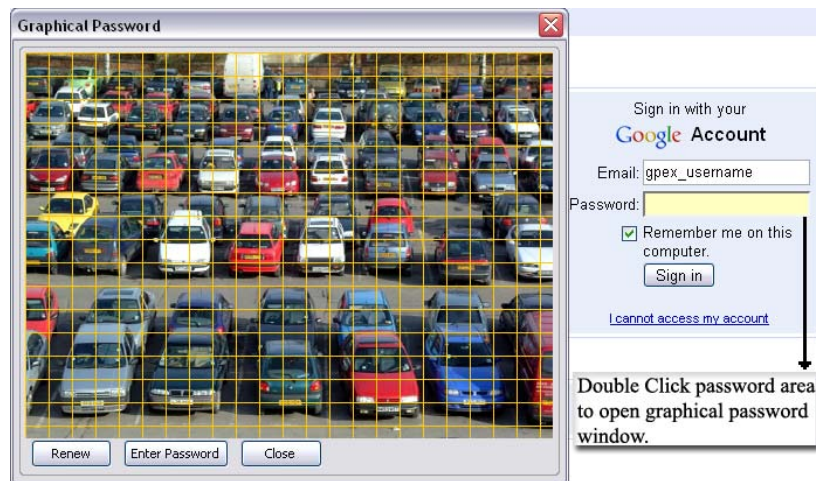 Graphical Password
Renew
Enter Password
Close
Sign in with your
Google Account
Email: gpex_username
Password:
Remember me on this
computer.
Sign in
I cannot access my account
Double Click password area
to open graphical password
window.